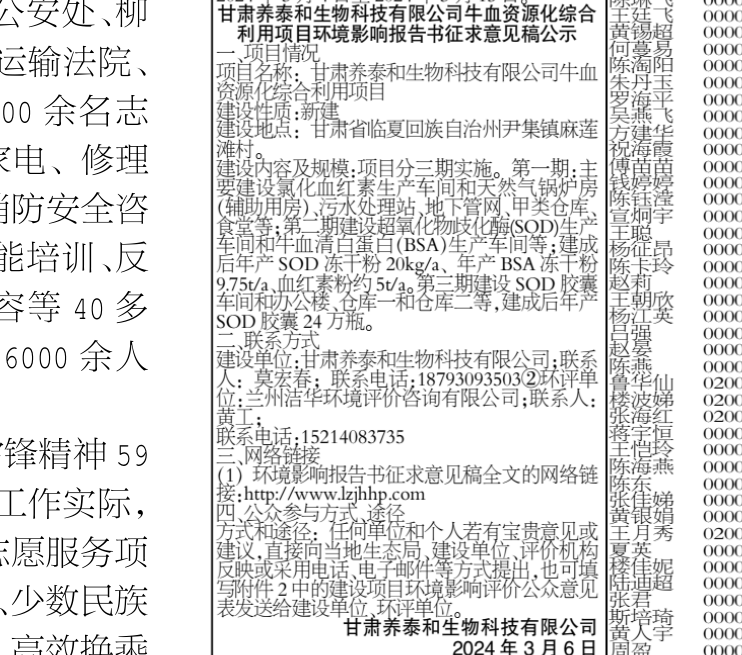 公安处、柳
运输法院、
00 余名志
家电、修理
消防安全咨
能培训、反
容等 40 多
6000 余人
锋精神 59
工作实际，
志愿服务项
、少数民族
高效换乘
甘肃养泰和生物科技有限公司牛血资源化综合
利用项目环境影响报告书征求意见稿公示
一、项目情况
项目名称：甘肃养泰和生物科技有限公司牛血
资源化综合利用项目
建设性质:新建
建设地点：甘肃省临夏回族自治州尹集镇麻莲
滩村。
建设内容及规模:项目分三期实施。第一期:主
要建设氯化血红素生产车间和天然气锅炉房
(辅助用房)、污水处理站、地下管网、甲类仓库、
食堂等;第二期建设超氧化物歧化酶(SOD)生产
车间和牛血清白蛋白(BSA)生产车间等;建成
后年产 SOD 冻干粉 20kg/a、年产 BSA 冻干粉
9.75t/a、血红素粉约 5t/a。第三期建设 SOD 胶囊
车间和办公楼、仓库一和仓库二等,建成后年产
SOD 胶囊 24 万瓶。
二、联系方式
建设单位:甘肃养泰和生物科技有限公司;联系
人：莫宏春；联系电话:18793093503②环评单
位:兰州洁华环境评价咨询有限公司;联系人:
黄工;
联系电话:15214083735
三、网络链接
(1) 环境影响报告书征求意见稿全文的网络链
接:http://www.lzjhhp.com
四、公众参与方式、途径
方式和途径：任何单位和个人若有宝贵意见或
建议,直接向当地生态局、建设单位、评价机构
反映或采用电话、电子邮件等方式提出,也可填
写附件 2 中的建设项目环境影响评价公众意见
表发送给建设单位、环评单位。
甘肃养泰和生物科技有限公司
2024 年 3 月 6 日
王廷飞 0000
黄锡超 0000
何蔓易 0000
陈淘阳 0000
朱丹玉 0000
罗海平 0000
吴燕飞 0000
方建华 0000
祝海霞 0000
傅苗苗 0000
钱婷婷 0000
陈钰滢 0000
宣炯宇 0000
王聪 0000
杨征昂 0000
陈卡玲 0000
赵莉 0000
王朝欣 0000
杨江英 0000
吕强 0000
赵晏 0000
陈燕 0000
鲁华仙 0200
楼波娣 0200
张海红 0200
蒋宇恒 0000
王恺玲 0000
陈海燕 0000
陈东 0000
张佳娣 0000
黄银娟 0000
王月秀 0200
夏英 0000
楼佳妮 0000
陆迪超 0000
张君 0000
斯培琦 0000
黄人宇 0000
周盈 0000